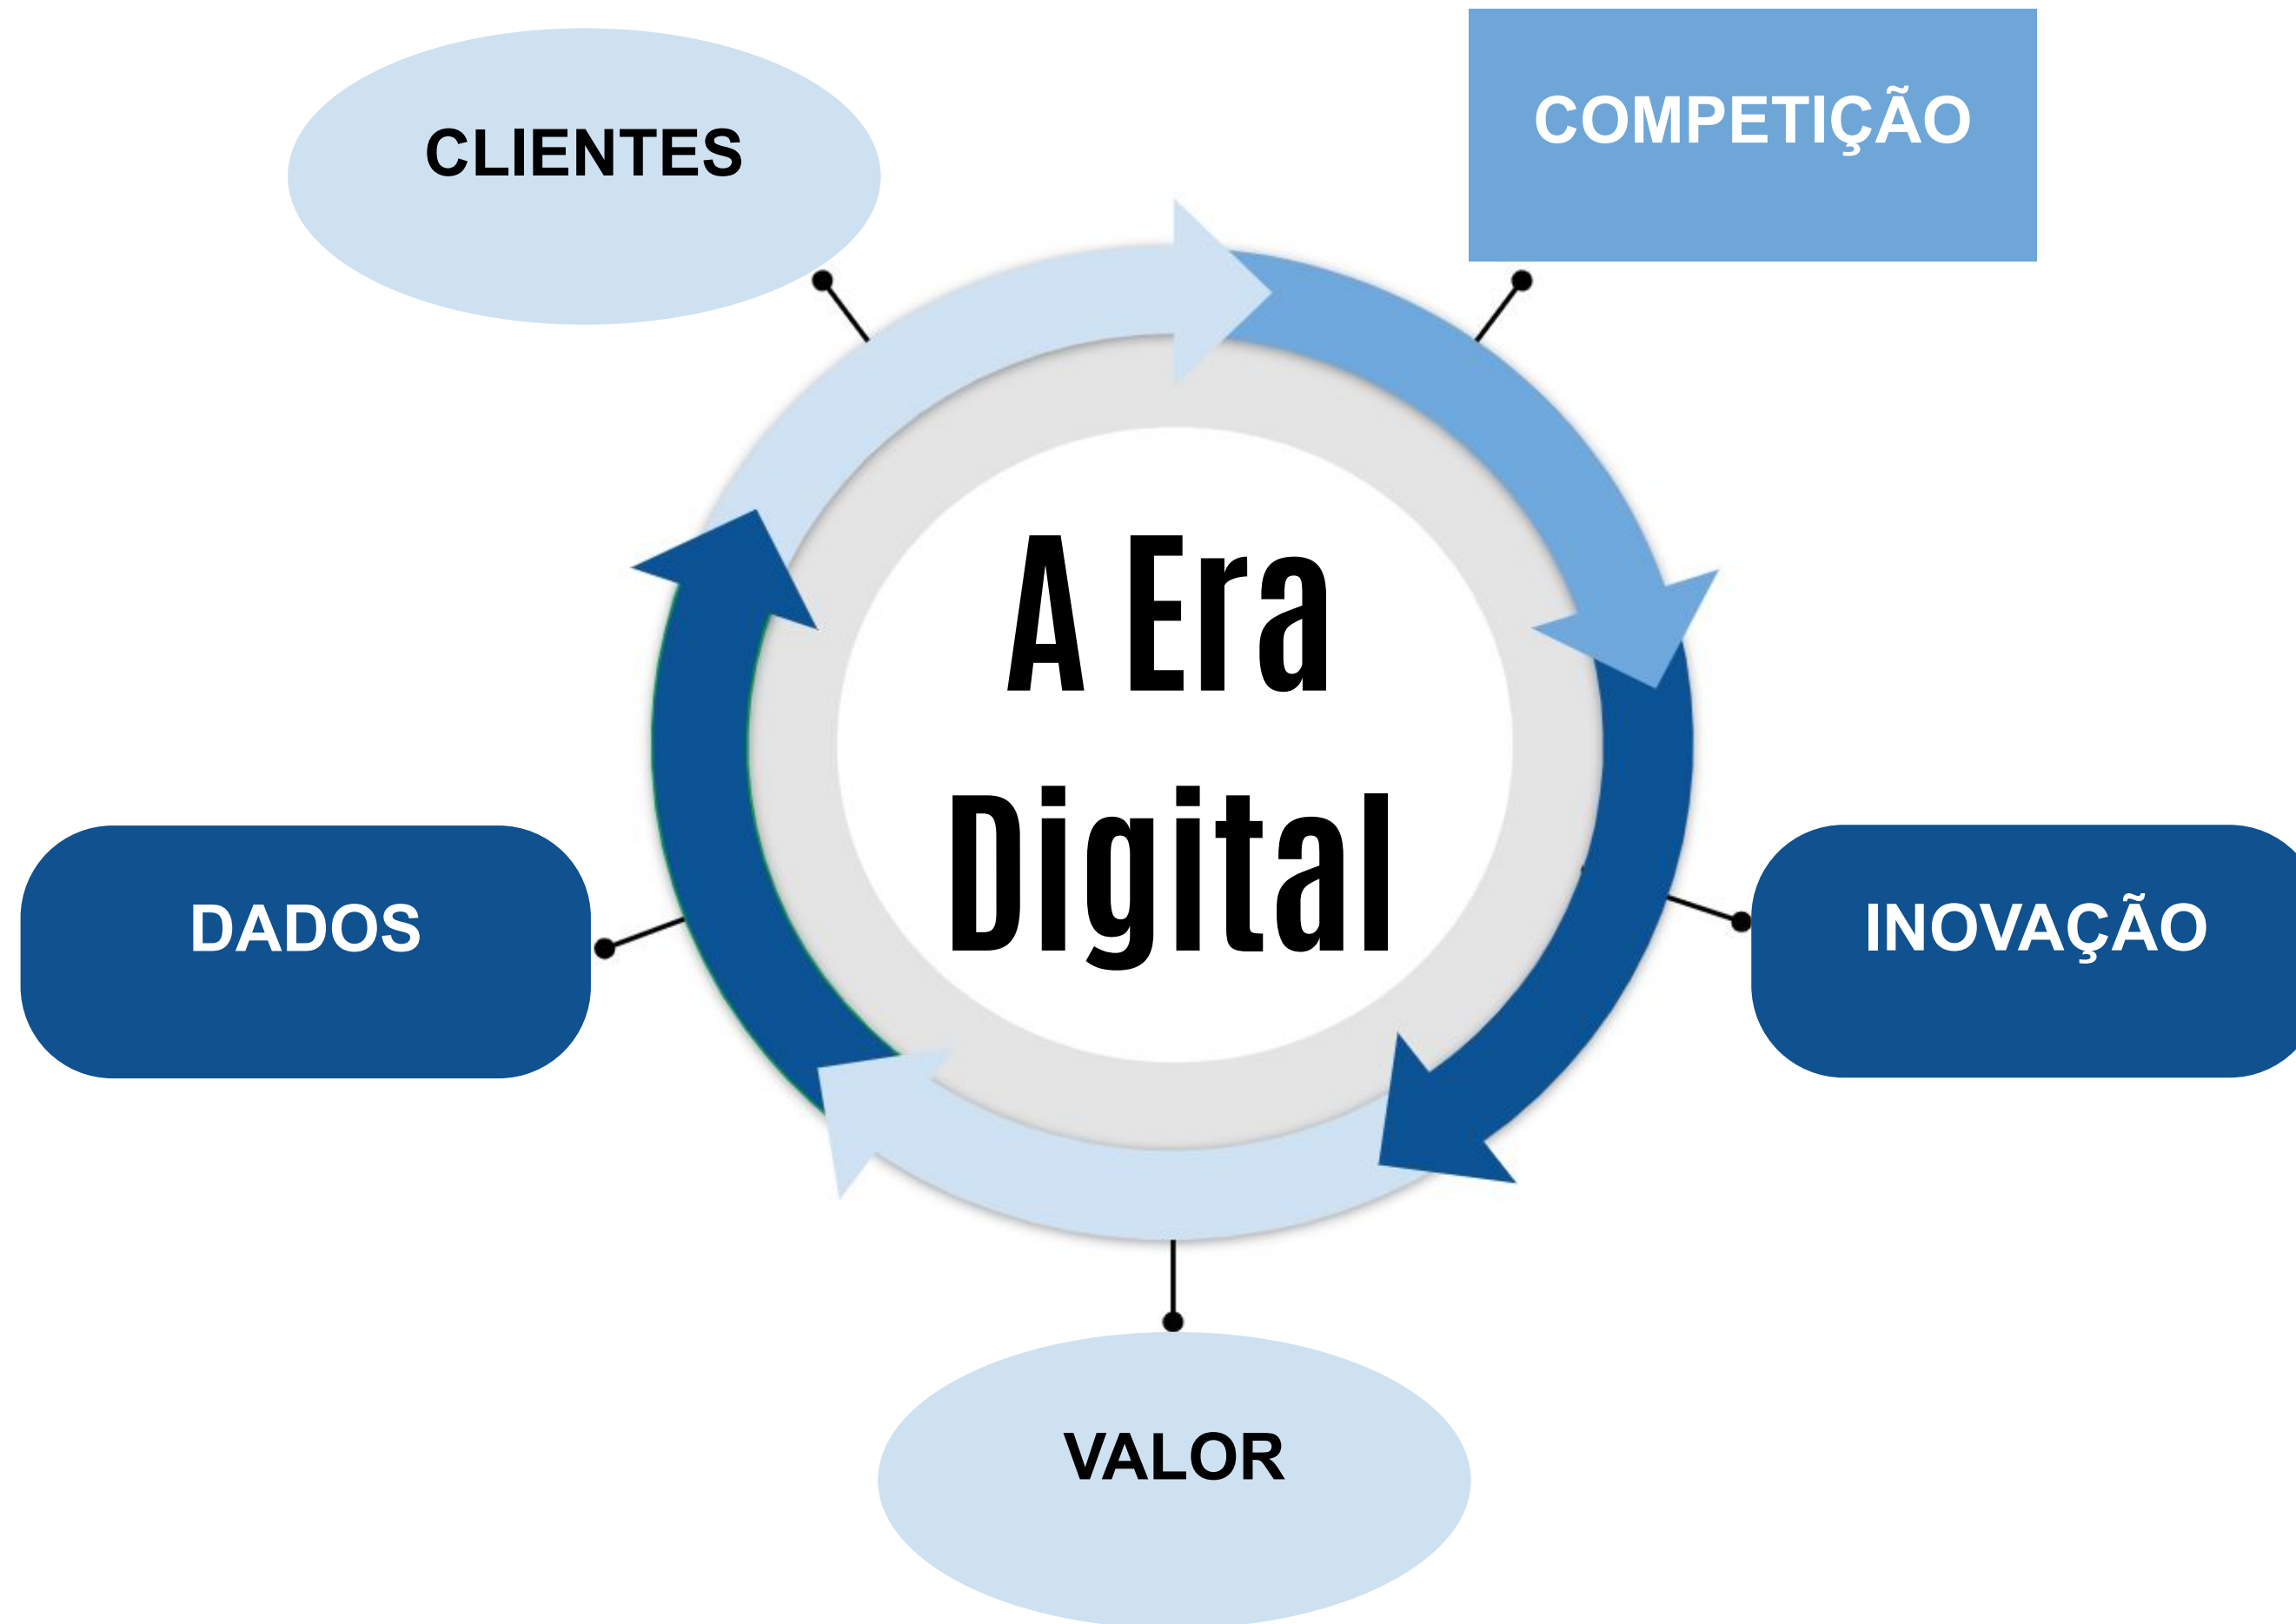 CLIENTES
COMPETIÇÃO
A Era
Digital
DADOS
INOVAÇÃO
VALOR